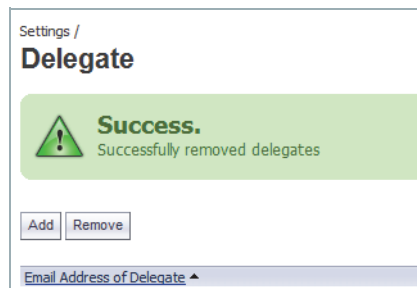 Settings /
Delegate
Success.
Successfully removed delegates
Add Remove
Email Address of Delegate